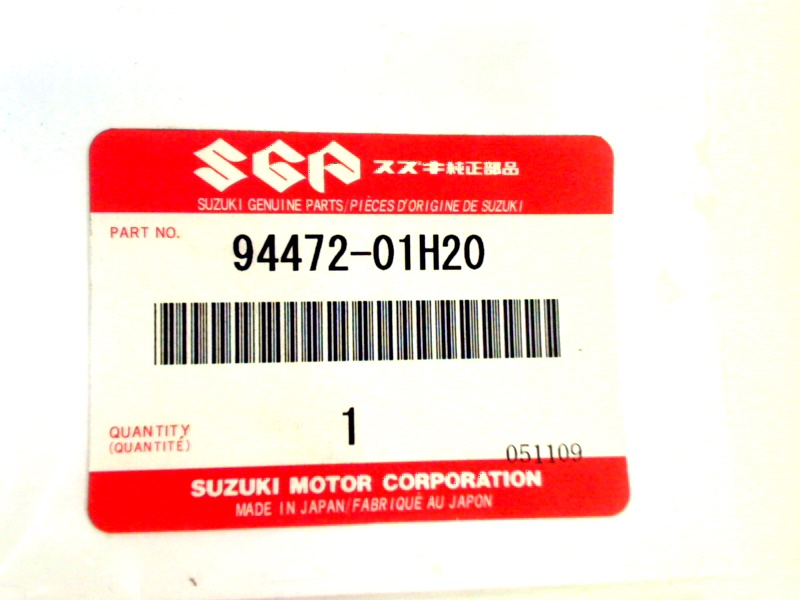 SGP スズキ純正部品
SUZUKI GENUINE PARTS/PIÈCES D'ORIGINE DE SUZUKI
PART NO.
94472-01H20
QUANTITY
(QUANTITÉ)
1
051109
SUZUKI MOTOR CORPORATION
MADE IN JAPAN/FABRIQUÉ AU JAPON